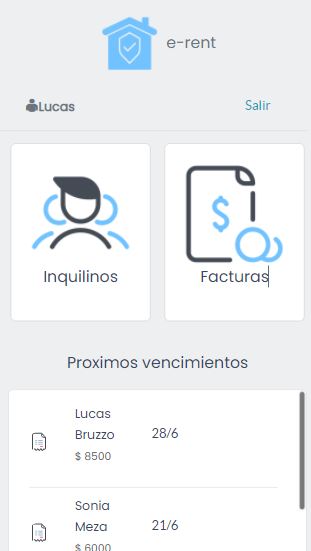 e-rent
Lucas
Salir
Inquilinos
Facturas
Proximos vencimientos
Lucas
Bruzzo
28/6
$ 8500
Sonia
Meza
21/6
$ 6000